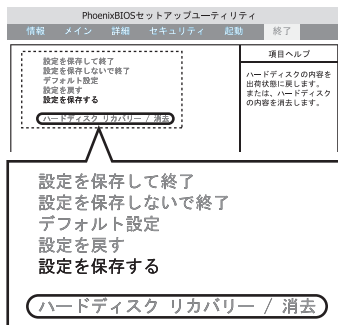 PhoenixBIOSセットアップユーティリティ
情報 メイン 詳細 セキュリティ 起動 終了
設定を保存して終了
設定を保存しないで終了
デフォルト設定
設定を戻す
設定を保存する
ハードディスク リカバリー / 消去
項目ヘルプ
ハードディスクの内容を
出荷状態に戻します。
または、ハードディスク
の内容を消去します。
設定を保存して終了
設定を保存しないで終了
デフォルト設定
設定を戻す
設定を保存する
ハードディスク リカバリー / 消去